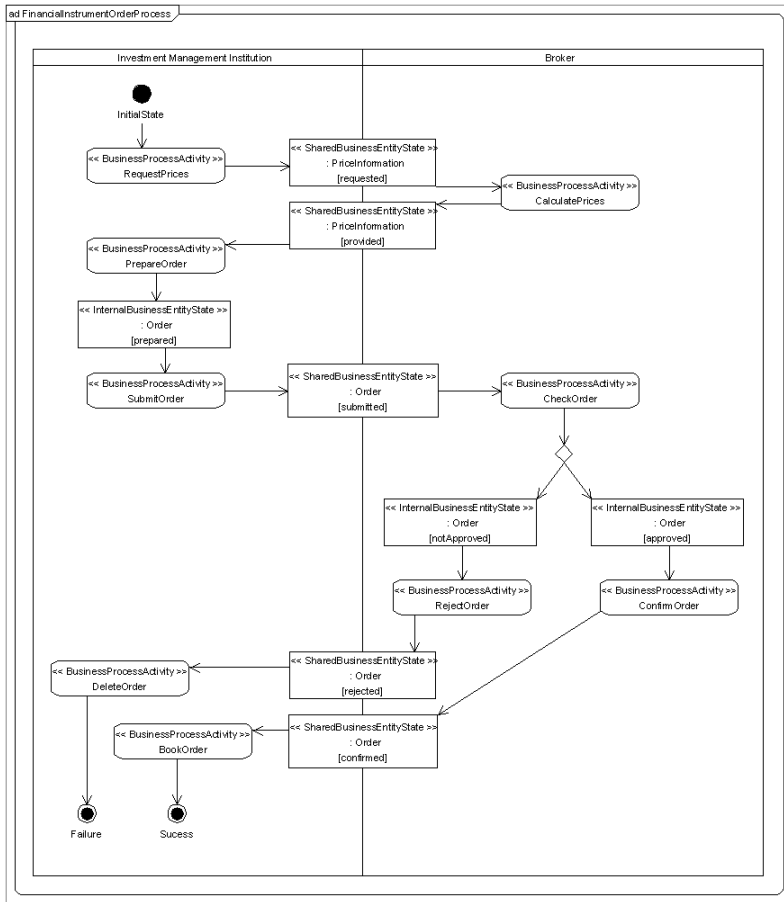 ad FinancialInstrumentOrderProcess
Investment Management Institution
Broker
InitialState
<< BusinessProcessActivity >>
RequestPrices
<< SharedBusinessEntityState >>
: PriceInformation
[requested]
<< BusinessProcessActivity >>
CalculatePrices
<< SharedBusinessEntityState >>
: PriceInformation
[provided]
<< BusinessProcessActivity >>
PrepareOrder
<< InternalBusinessEntityState >>
: Order
[prepared]
<< BusinessProcessActivity >>
SubmitOrder
<< SharedBusinessEntityState >>
: Order
[submitted]
<< BusinessProcessActivity >>
CheckOrder
<< InternalBusinessEntityState >>
: Order
[notApproved]
<< InternalBusinessEntityState >>
: Order
[approved]
<< BusinessProcessActivity >>
RejectOrder
<< BusinessProcessActivity >>
ConfirmOrder
<< SharedBusinessEntityState >>
: Order
[rejected]
<< BusinessProcessActivity >>
DeleteOrder
<< SharedBusinessEntityState >>
: Order
[confirmed]
<< BusinessProcessActivity >>
BookOrder
Failure
Sucess